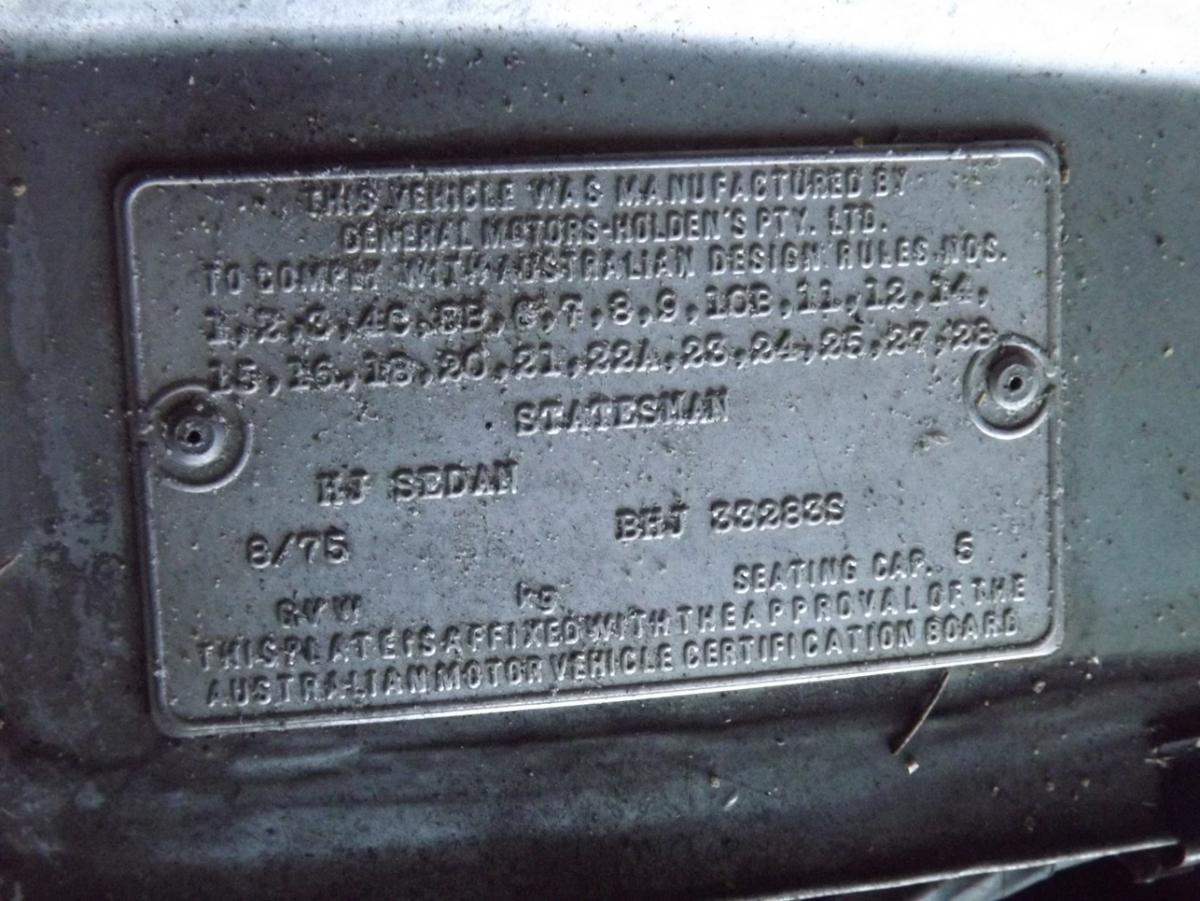 THIS VEHICLE WAS MANUFACTURED BY
GENERAL MOTORS-HOLDEN'S PTY. LTD.
TO COMPLY WITH AUSTRALIAN DESIGN RULES NOS.
1,2,3,4C,5B,6,7,8,9,10B,11,12,14,
15,16,18,20,21,22A,23,24,25,27,28
STATESMAN
HJ SEDAN
8/75 BHJ 33283S
SEATING CAP. 5
GVW kg
THIS PLATE IS AFFIXED WITH THE APPROVAL OF THE
AUSTRALIAN MOTOR VEHICLE CERTIFICATION BOARD